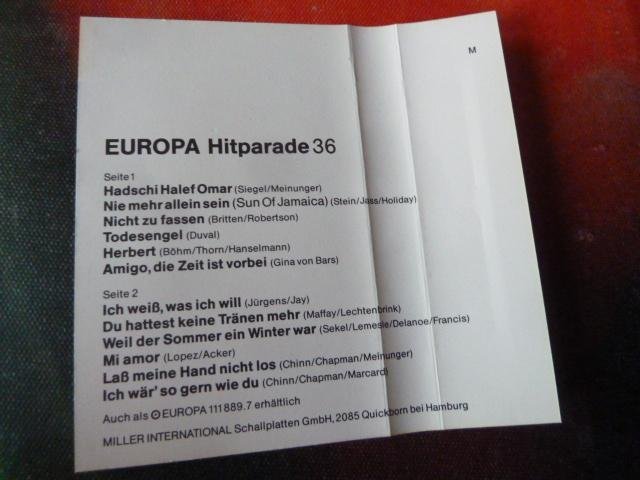 M
EUROPA Hitparade 36
Seite 1
Hadschi Halef Omar (Siegel/Meinunger)
Nie mehr allein sein (Sun Of Jamaica) (Stein/Jass/Holiday)
Nicht zu fassen (Britten/Robertson)
Todesengel (Duval)
Herbert (Böhm/Thorn/Hanselmann)
Amigo, die Zeit ist vorbei (Gina von Bars)
Seite 2
Ich weiß, was ich will (Jürgens/Jay)
Du hattest keine Tränen mehr (Maffay/Lechtenbrink)
Weil der Sommer ein Winter war (Sekel/Lemesle/Delanoe/Francis)
Mi amor (Lopez/Acker)
Laß meine Hand nicht los (Chinn/Chapman/Meinunger)
Ich wär' so gern wie du (Chinn/Chapman/Marcard)
Auch als EUROPA 111 889.7 erhältlich
MILLER INTERNATIONAL Schallplatten GmbH, 2085 Quickborn bei Hamburg